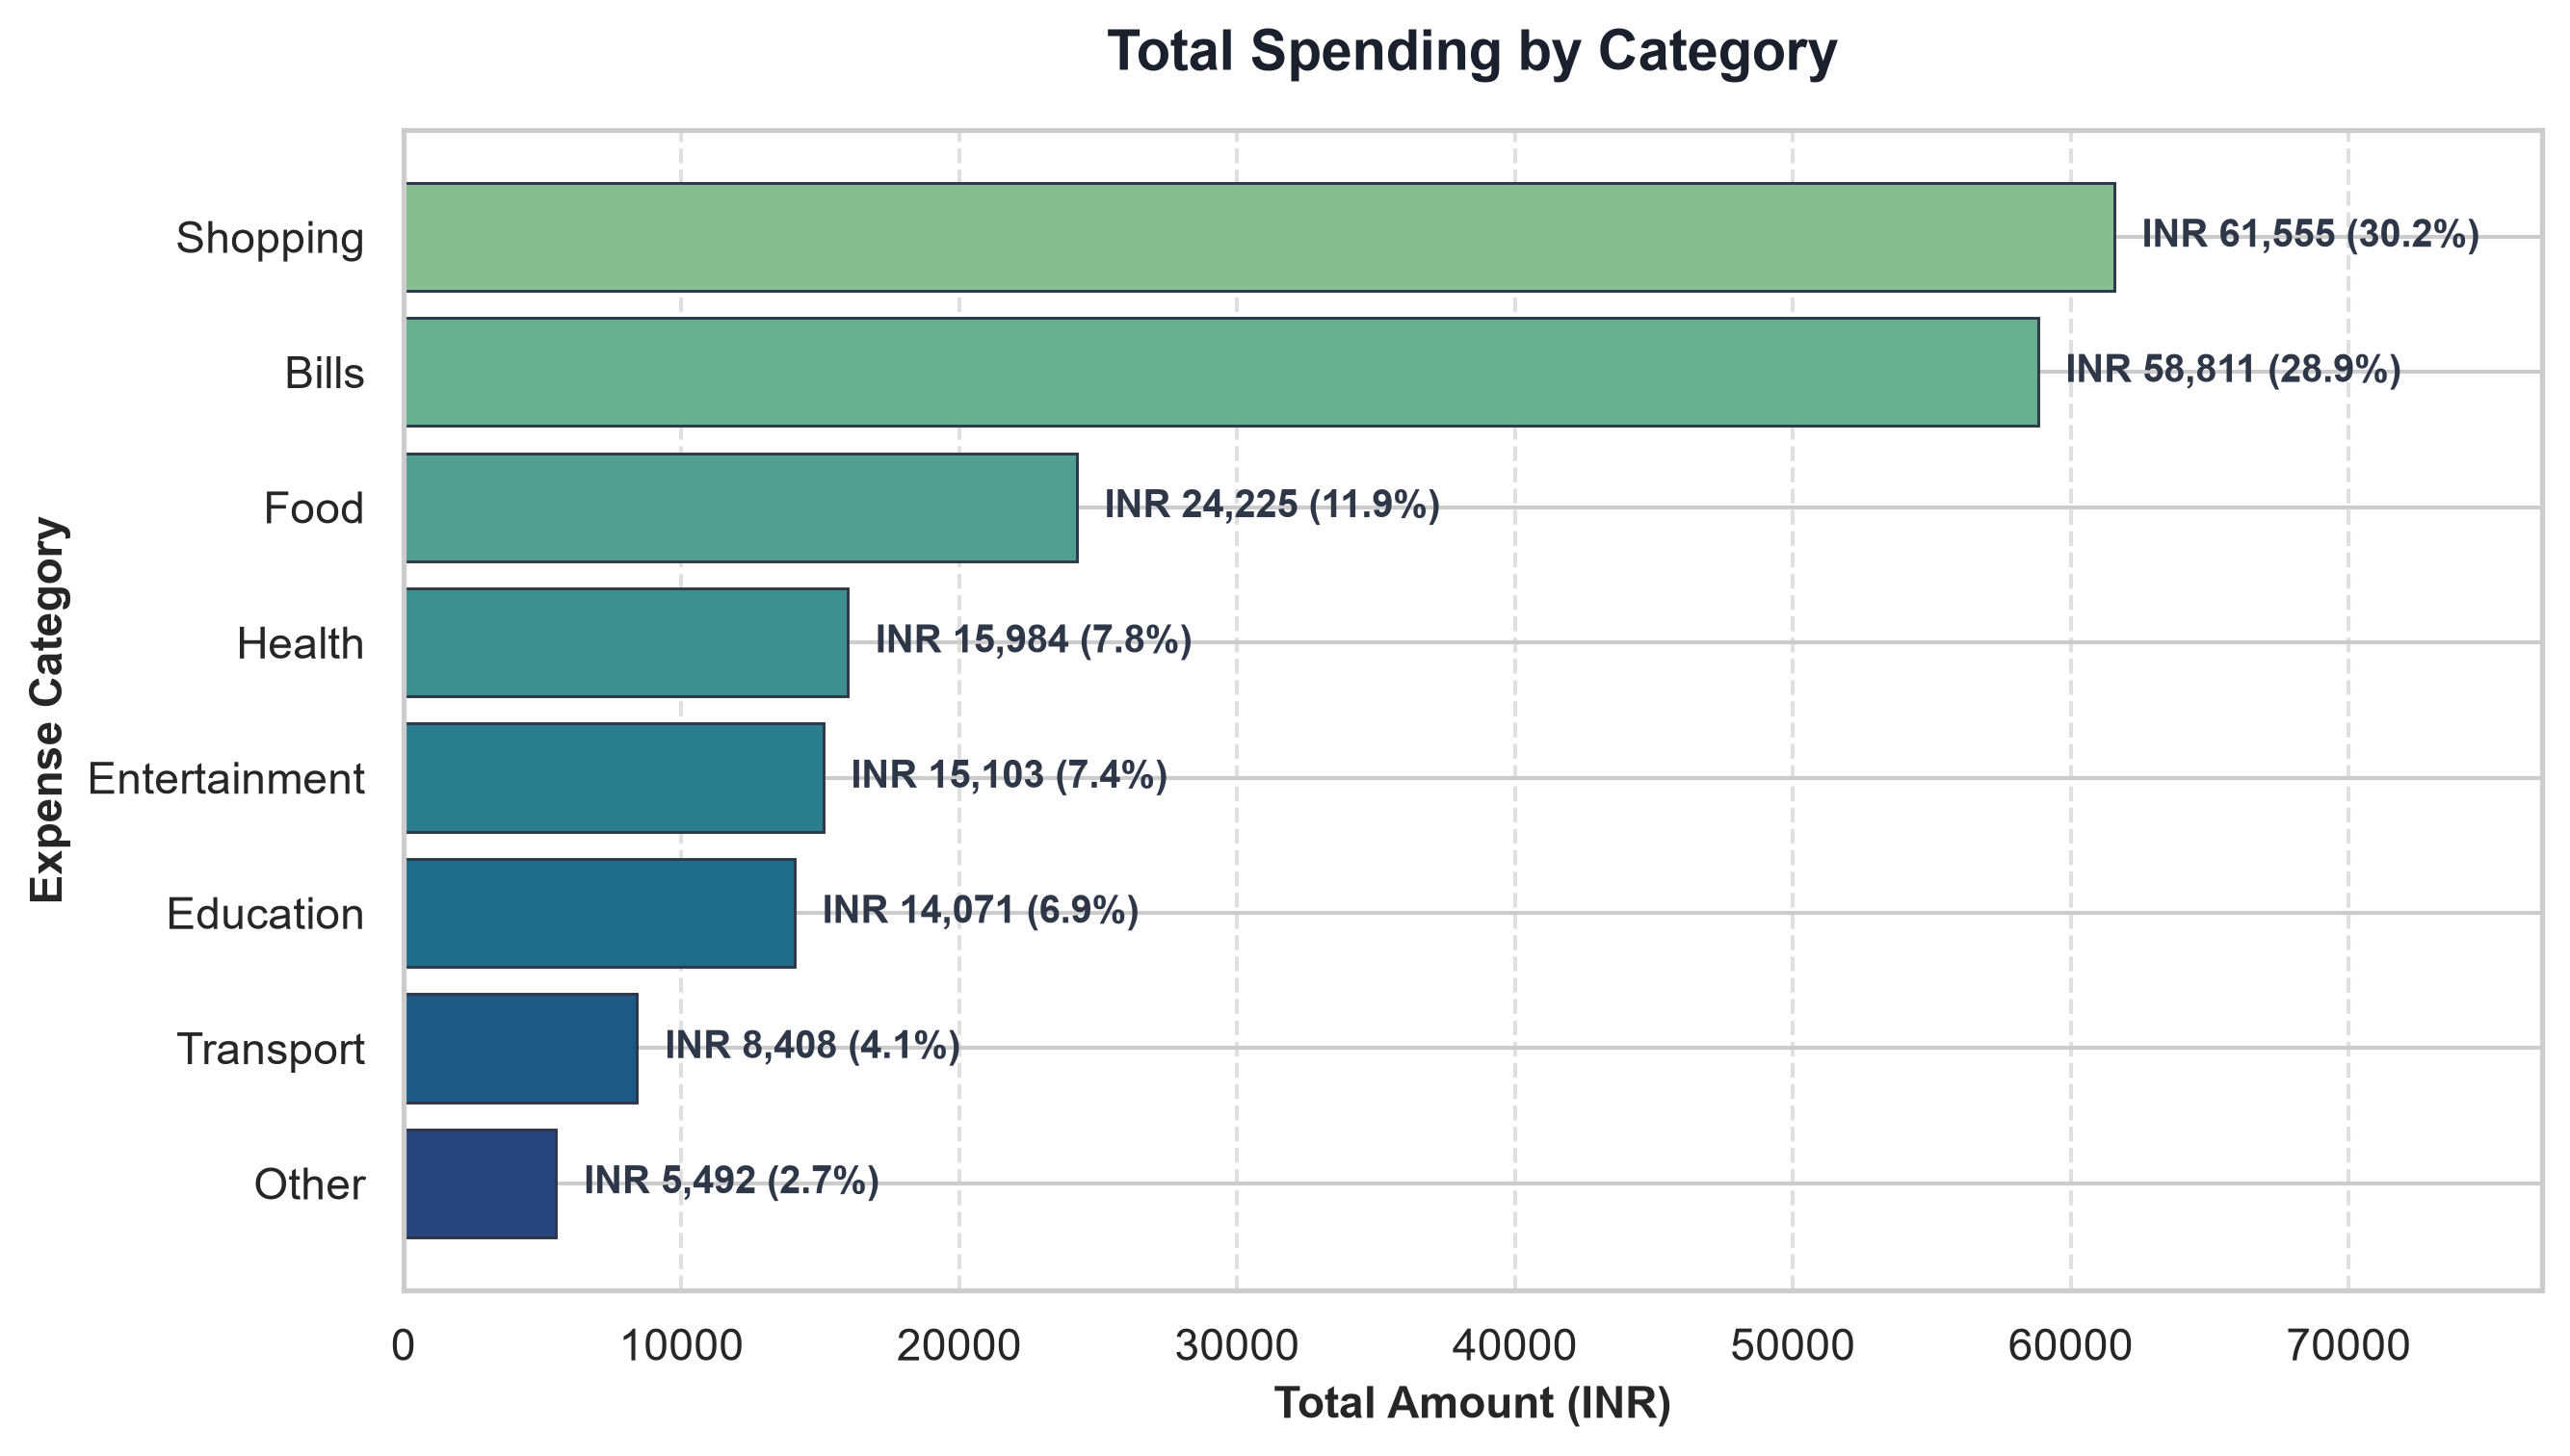 Total Spending by Category
Expense Category
Shopping
INR 61,555 (30.2%)
Bills
INR 58,811 (28.9%)
Food
INR 24,225 (11.9%)
Health
INR 15,984 (7.8%)
Entertainment
INR 15,103 (7.4%)
Education
INR 14,071 (6.9%)
Transport
INR 8,408 (4.1%)
Other
INR 5,492 (2.7%)
0 10000 20000 30000 40000 50000 60000 70000
Total Amount (INR)